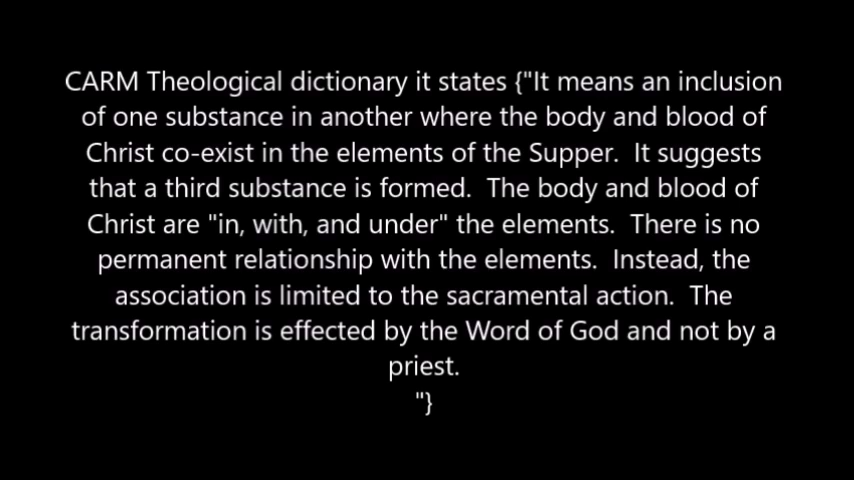 CARM Theological dictionary it states {"It means an inclusion
of one substance in another where the body and blood of
Christ co-exist in the elements of the Supper.  It suggests
that a third substance is formed.  The body and blood of
Christ are "in, with, and under" the elements.  There is no
permanent relationship with the elements.  Instead, the
association is limited to the sacramental action.  The
transformation is effected by the Word of God and not by a
priest.
"}